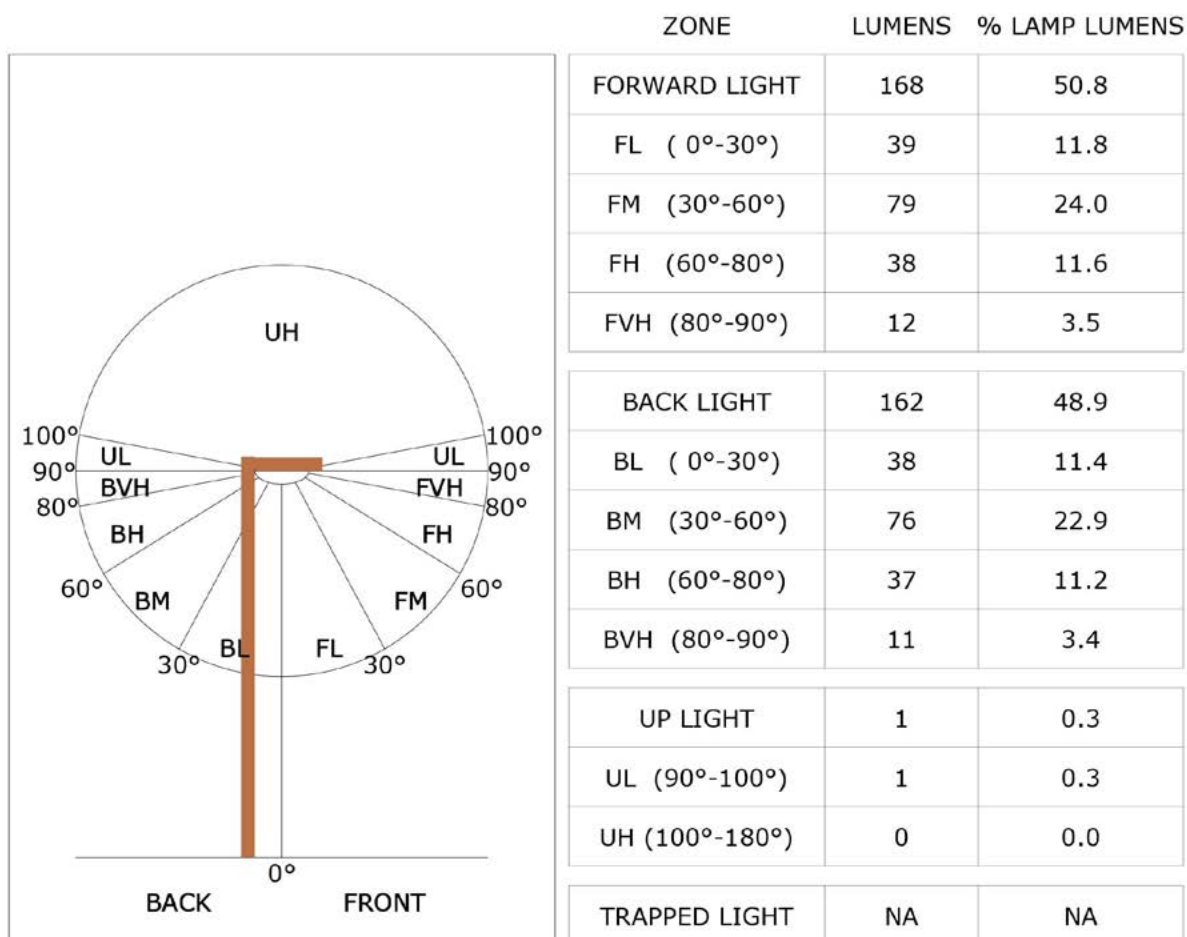 ZONE LUMENS % LAMP LUMENS
FORWARD LIGHT 168 50.8
FL ( 0°-30°) 39 11.8
FM (30°-60°) 79 24.0
FH (60°-80°) 38 11.6
FVH (80°-90°) 12 3.5
BACK LIGHT 162 48.9
BL ( 0°-30°) 38 11.4
BM (30°-60°) 76 22.9
BH (60°-80°) 37 11.2
BVH (80°-90°) 11 3.4
UP LIGHT 1 0.3
UL (90°-100°) 1 0.3
UH (100°-180°) 0 0.0
TRAPPED LIGHT NA NA
UH
100° 100°
UL UL
90° 90°
BVH FVH
80° 80°
BH FH
60° 60°
BM FM
BL FL
30° 30°
0°
BACK FRONT